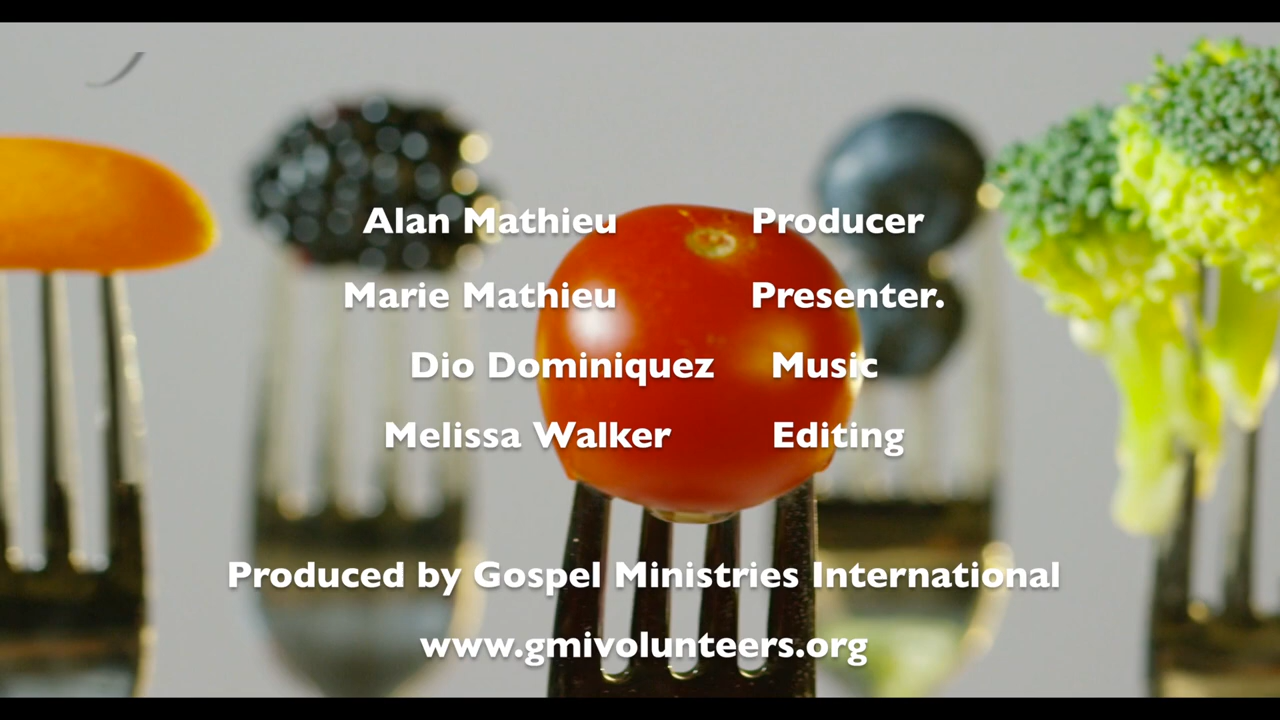 Alan Mathieu Producer
Marie Mathieu Presenter.
Dio Dominiquez Music
Melissa Walker Editing
Produced by Gospel Ministries International
www.gmivolunteers.org